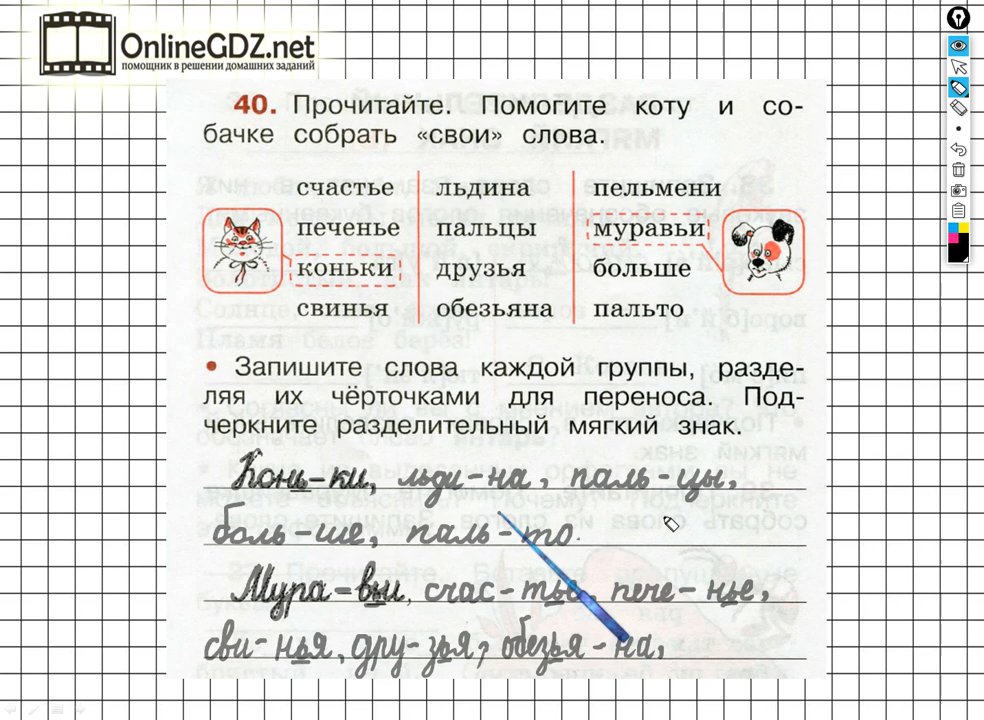 OnlineGDZ.net
помощник в решении домашних заданий
40. Прочитайте. Помогите коту и со-
бачке собрать «свои» слова.
счастье льдина пельмени
печенье пальцы муравьи
коньки друзья больше
свинья обезьяна пальто
• Запишите слова каждой группы, разде-
ляя их чёрточками для переноса. Под-
черкните разделительный мягкий знак.
Конь-ки, льди-на, паль-цы,
боль-ше, паль-то.
Мура-вьи, счас-тье, пече-нье,
сви-нья, дру-зья, обезья-на,